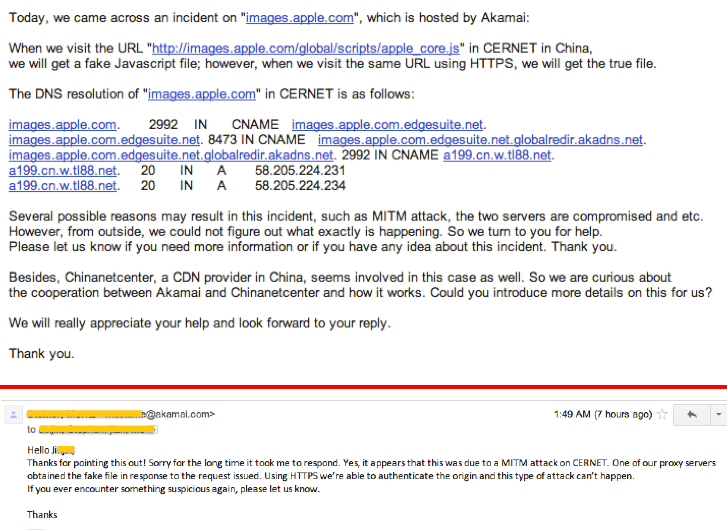 Today, we came across an incident on "images.apple.com", which is hosted by Akamai:
When we visit the URL "http://images.apple.com/global/scripts/apple_core.js" in CERNET in China,
we will get a fake Javascript file; however, when we visit the same URL using HTTPS, we will get the true file.
The DNS resolution of "images.apple.com" in CERNET is as follows:
images.apple.com. 2992 IN CNAME images.apple.com.edgesuite.net.
images.apple.com.edgesuite.net. 8473 IN CNAME images.apple.com.edgesuite.net.globalredir.akadns.net.
images.apple.com.edgesuite.net.globalredir.akadns.net. 2992 IN CNAME a199.cn.w.tl88.net.
a199.cn.w.tl88.net. 20 IN A 58.205.224.231
a199.cn.w.tl88.net. 20 IN A 58.205.224.234
Several possible reasons may result in this incident, such as MITM attack, the two servers are compromised and etc.
However, from outside, we could not figure out what exactly is happening. So we turn to you for help.
Please let us know if you need more information or if you have any idea about this incident. Thank you.
Besides, Chinanetcenter, a CDN provider in China, seems involved in this case as well. So we are curious about
the cooperation between Akamai and Chinanetcenter and how it works. Could you introduce more details on this for us?
We will really appreciate your help and look forward to your reply.
Thank you.
@akamai.com> 1:49 AM (7 hours ago)
to
Hello
Thanks for pointing this out! Sorry for the long time it took me to respond. Yes, it appears that this was due to a MITM attack on CERNET. One of our proxy servers
obtained the fake file in response to the request issued. Using HTTPS we're able to authenticate the origin and this type of attack can't happen.
If you ever encounter something suspicious again, please let us know.
Thanks